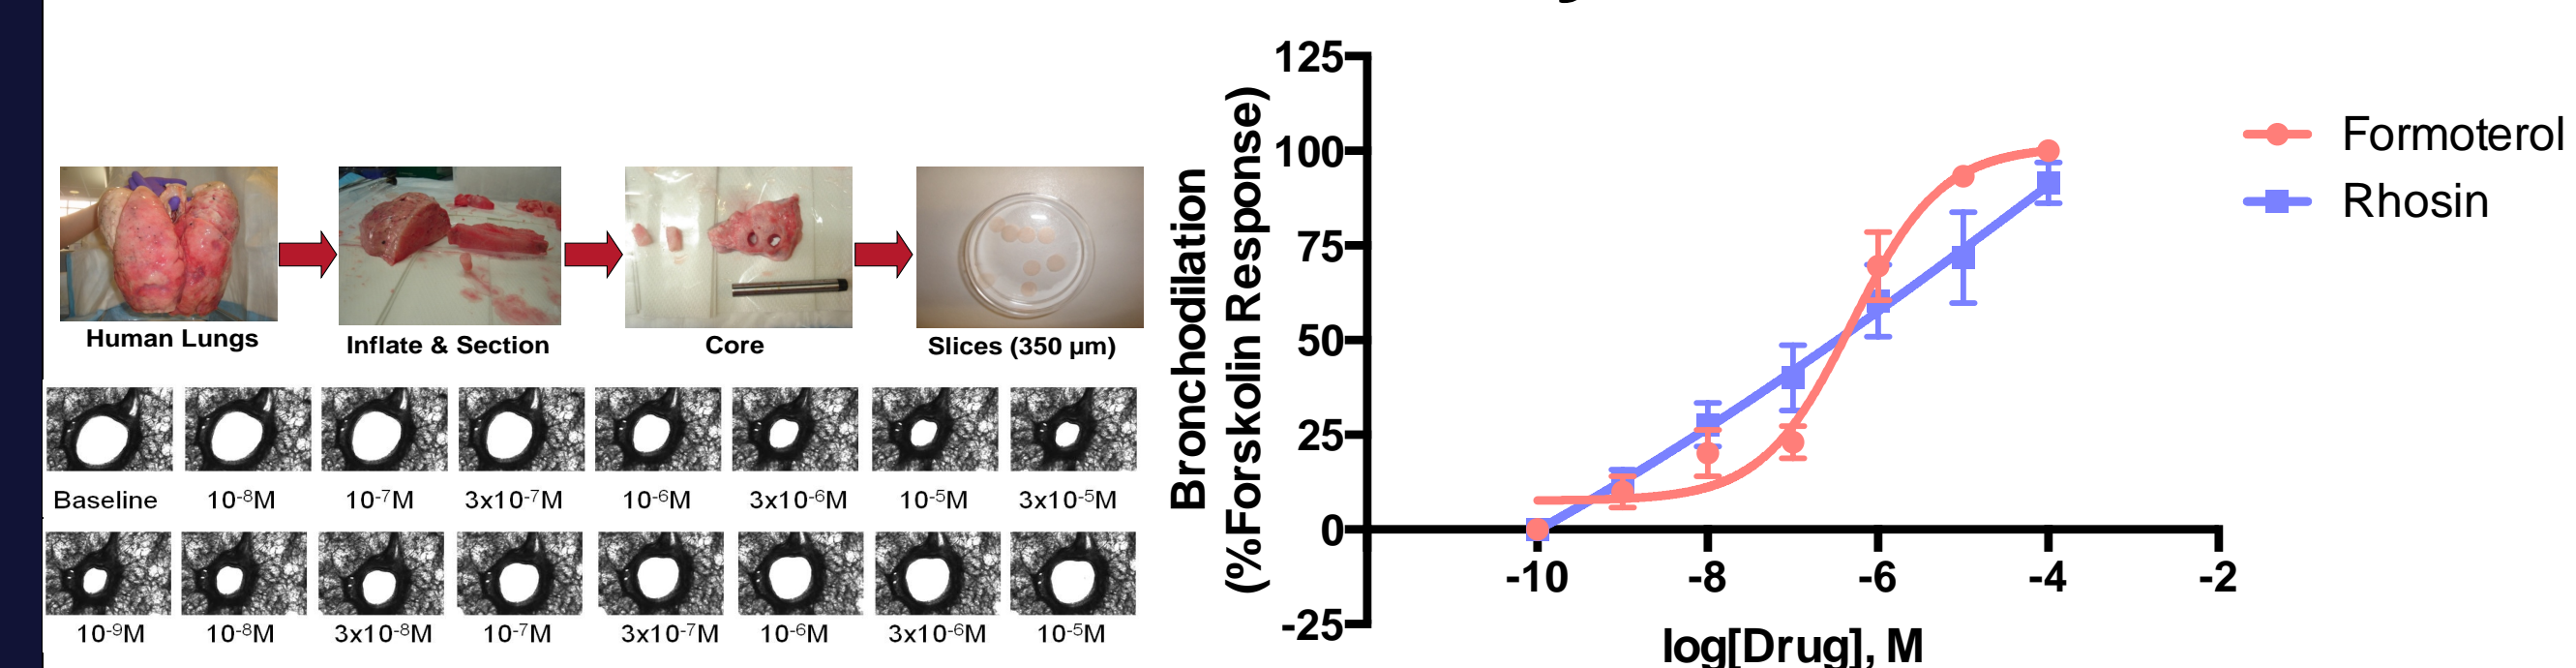 Human Lungs
Inflate & Section
Core
Slices (350 µm)
Baseline
10⁻⁸M
10⁻⁷M
3x10⁻⁷M
10⁻⁶M
3x10⁻⁶M
10⁻⁵M
3x10⁻⁵M
10⁻⁹M
10⁻⁸M
3x10⁻⁸M
10⁻⁷M
3x10⁻⁷M
10⁻⁶M
3x10⁻⁶M
10⁻⁵M
Bronchodilation
(%Forskolin Response)
125
100
75
50
25
0
-25
-10
-8
-6
-4
-2
log[Drug], M
Formoterol
Rhosin